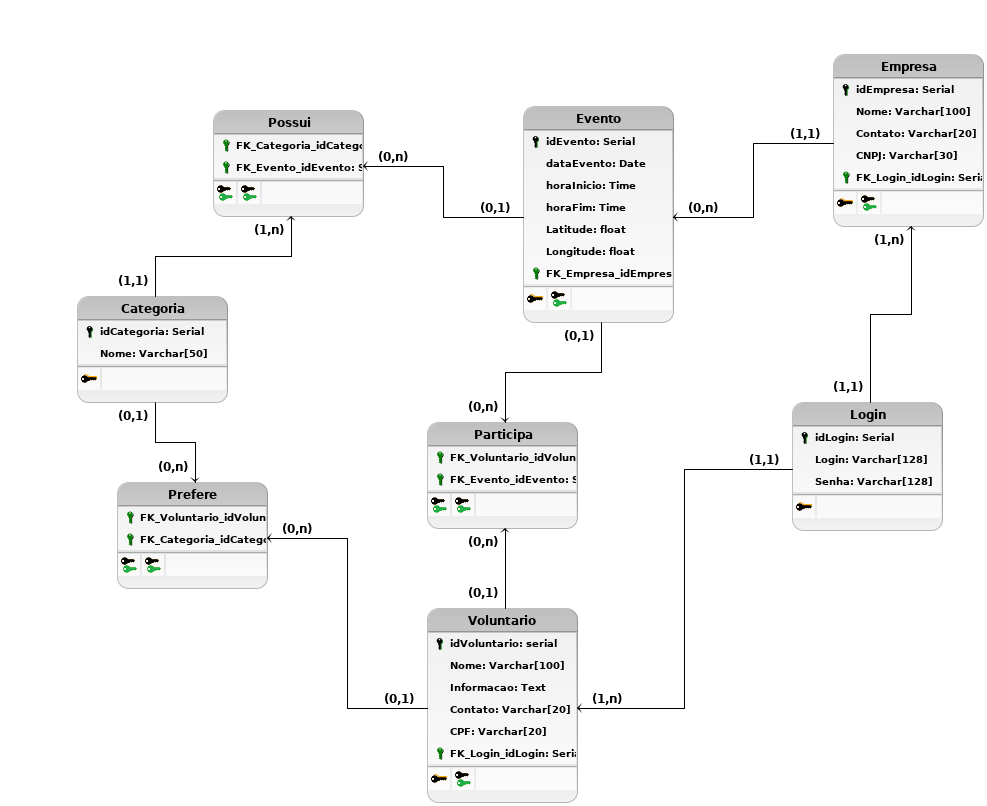 Empresa
idEmpresa: Serial
Nome: Varchar[100]
Contato: Varchar[20]
CNPJ: Varchar[30]
FK_Login_idLogin: Seria
(1,1)
(1,n)
Possui
FK_Categoria_idCatego
FK_Evento_idEvento: S
(0,n)
(1,n)
Evento
idEvento: Serial
dataEvento: Date
horaInicio: Time
horaFim: Time
Latitude: float
Longitude: float
FK_Empresa_idEmpres
(0,1)
(0,n)
(0,1)
(1,1)
Categoria
idCategoria: Serial
Nome: Varchar[50]
(0,1)
(0,n)
Prefere
FK_Voluntario_idVolun
FK_Categoria_idCatego
(0,n)
(0,n)
Participa
FK_Voluntario_idVolun
FK_Evento_idEvento: S
(0,n)
(1,1)
Login
idLogin: Serial
Login: Varchar[128]
Senha: Varchar[128]
(1,1)
(0,1)
Voluntario
idVoluntario: serial
Nome: Varchar[100]
Informacao: Text
Contato: Varchar[20]
CPF: Varchar[20]
FK_Login_idLogin: Seria
(0,1)
(1,n)